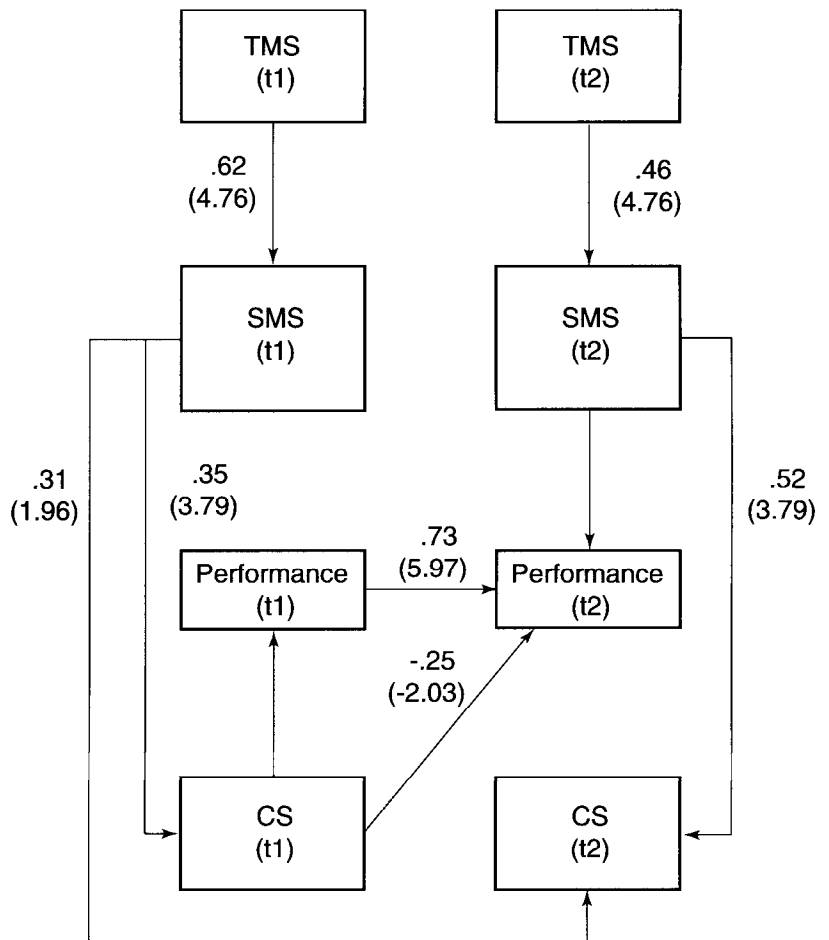 TMS
(t1)
TMS
(t2)
.62
(4.76)
.46
(4.76)
SMS
(t1)
SMS
(t2)
.31
(1.96)
.35
(3.79)
.52
(3.79)
.73
(5.97)
Performance
(t1)
Performance
(t2)
-.25
(-2.03)
CS
(t1)
CS
(t2)